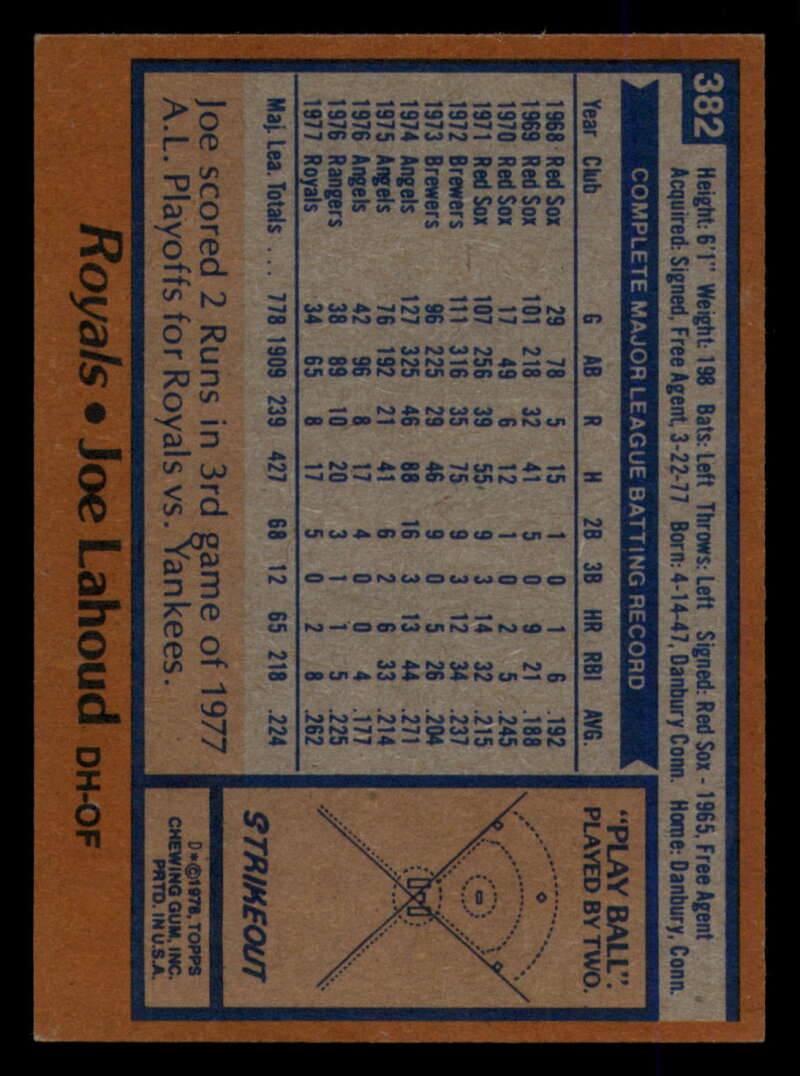 382
Height: 6'1" Weight: 198 Bats: Left Throws: Left Signed: Red Sox - 1965, Free Agent
Acquired: Signed, Free Agent, 3-22-77 Born: 4-14-47, Danbury Conn. Home: Danbury, Conn.
COMPLETE MAJOR LEAGUE BATTING RECORD
Year Club G AB R H 2B 3B HR RBI AVG.
1968 Red Sox 29 78 5 15 1 0 1 6 .192
1969 Red Sox 101 218 32 41 5 0 9 21 .188
1970 Red Sox 17 49 6 12 1 0 2 5 .245
1971 Red Sox 107 256 39 55 9 3 14 32 .215
1972 Brewers 111 316 35 75 9 3 12 34 .237
1973 Brewers 96 225 29 46 9 0 5 26 .204
1974 Angels 127 325 46 88 16 3 13 44 .271
1975 Angels 76 192 21 41 6 2 6 33 .214
1976 Angels 42 96 8 17 4 0 0 4 .177
1976 Rangers 38 89 10 20 3 1 1 5 .225
1977 Royals 34 65 8 17 5 0 2 8 .262
Maj. Lea. Totals ... 778 1909 239 427 68 12 65 218 .224
Joe scored 2 Runs in 3rd game of 1977
A.L. Playoffs for Royals vs. Yankees.
"PLAY BALL".
PLAYED BY TWO.
STRIKEOUT
D*©1978, TOPPS
CHEWING GUM, INC.
PRTD. IN U.S.A.
Royals • Joe Lahoud DH-OF